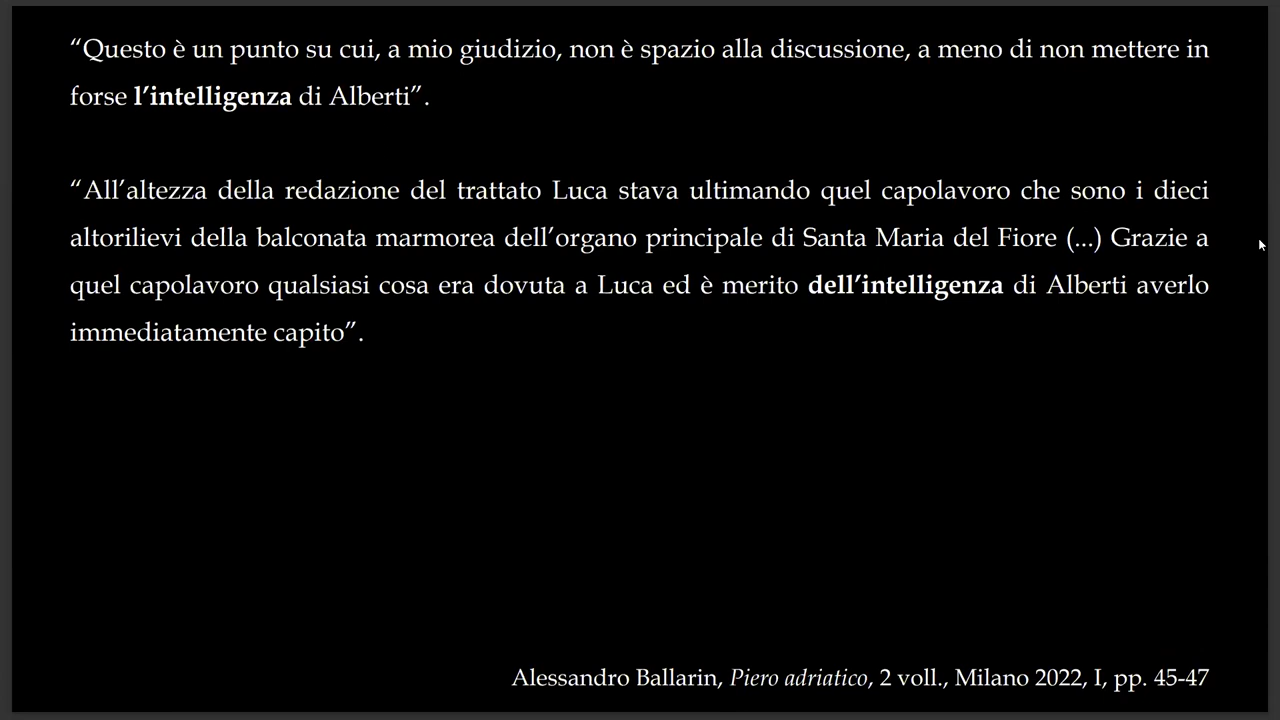 “Questo è un punto su cui, a mio giudizio, non è spazio alla discussione, a meno di non mettere in
forse l’intelligenza di Alberti”.
“All’altezza della redazione del trattato Luca stava ultimando quel capolavoro che sono i dieci
altorilievi della balconata marmorea dell’organo principale di Santa Maria del Fiore (...) Grazie a
quel capolavoro qualsiasi cosa era dovuta a Luca ed è merito dell’intelligenza di Alberti averlo
immediatamente capito”.
Alessandro Ballarin, Piero adriatico, 2 voll., Milano 2022, I, pp. 45-47